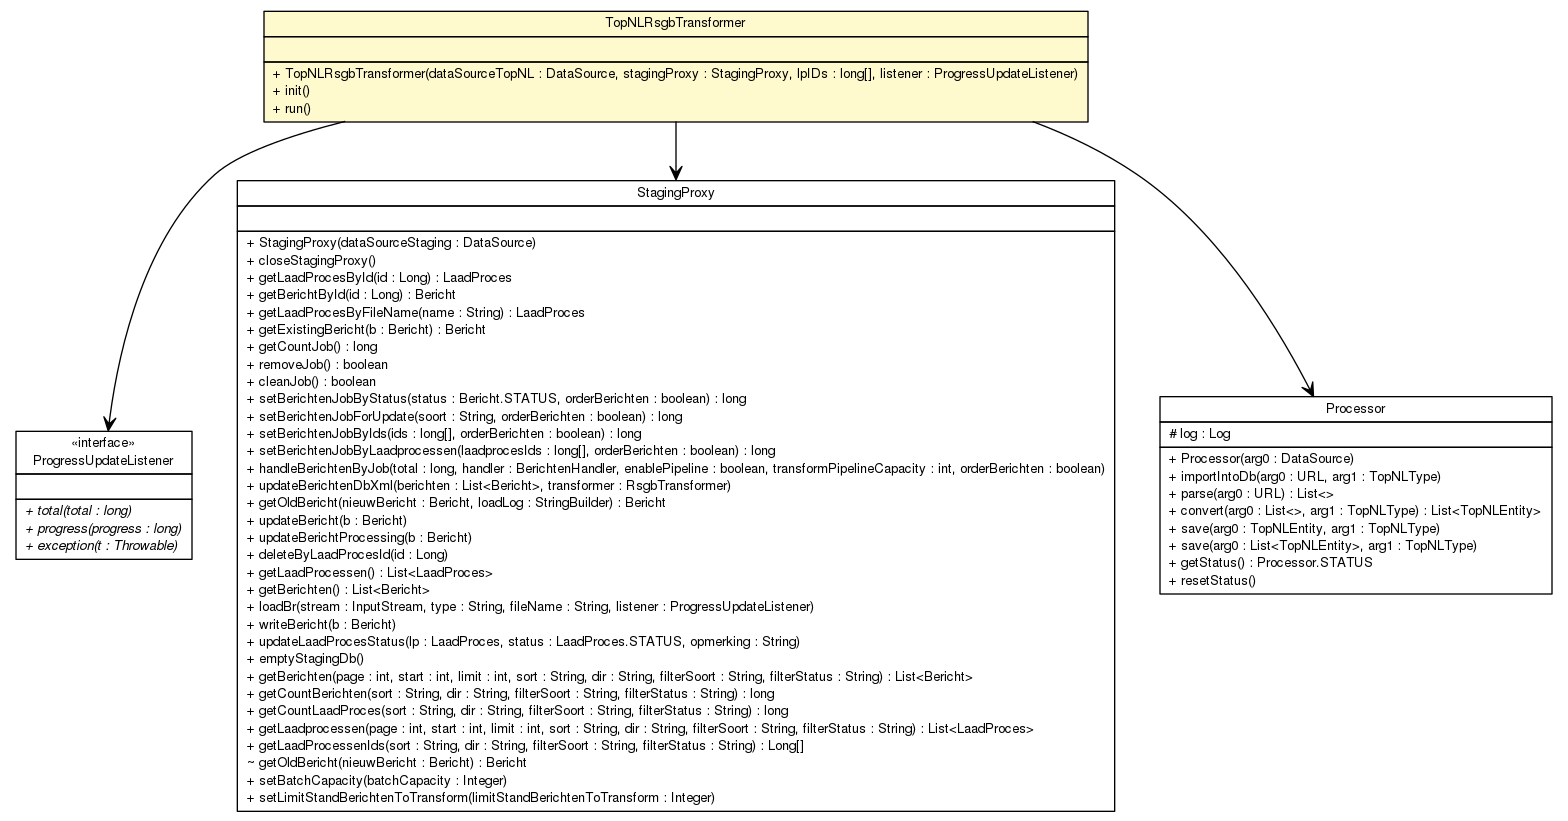 TopNLRsgbTransformer
+ TopNLRsgbTransformer(dataSourceTopNL : DataSource, stagingProxy : StagingProxy, lpIDs : long[], listener : ProgressUpdateListener)
+ init()
+ run()
StagingProxy
+ StagingProxy(dataSourceStaging : DataSource)
+ closeStagingProxy()
+ getLaadProcesById(id : Long) : LaadProces
+ getBerichtById(id : Long) : Bericht
+ getLaadProcesByFileName(name : String) : LaadProces
+ getExistingBericht(b : Bericht) : Bericht
+ getCountJob() : long
+ removeJob() : boolean
+ cleanJob() : boolean
+ setBerichtenJobByStatus(status : Bericht.STATUS, orderBerichten : boolean) : long
+ setBerichtenJobForUpdate(soort : String, orderBerichten : boolean) : long
+ setBerichtenJobByIds(ids : long[], orderBerichten : boolean) : long
+ setBerichtenJobByLaadprocessen(laadprocesIds : long[], orderBerichten : boolean) : long
+ handleBerichtenByJob(total : long, handler : BerichtenHandler, enablePipeline : boolean, transformPipelineCapacity : int, orderBerichten : boolean)
+ updateBerichtenDbXml(berichten : List<Bericht>, transformer : RsgbTransformer)
+ getOldBericht(nieuwBericht : Bericht, loadLog : StringBuilder) : Bericht
+ updateBericht(b : Bericht)
+ updateBerichtProcessing(b : Bericht)
+ deleteByLaadProcesId(id : Long)
+ getLaadProcessen() : List<LaadProces>
+ getBerichten() : List<Bericht>
+ loadBr(stream : InputStream, type : String, fileName : String, listener : ProgressUpdateListener)
+ writeBericht(b : Bericht)
+ updateLaadProcesStatus(lp : LaadProces, status : LaadProces.STATUS, opmerking : String)
+ emptyStagingDb()
+ getBerichten(page : int, start : int, limit : int, sort : String, dir : String, filterSoort : String, filterStatus : String) : List<Bericht>
+ getCountBerichten(sort : String, dir : String, filterSoort : String, filterStatus : String) : long
+ getCountLaadProces(sort : String, dir : String, filterSoort : String, filterStatus : String) : long
+ getLaadprocessen(page : int, start : int, limit : int, sort : String, dir : String, filterSoort : String, filterStatus : String) : List<LaadProces>
+ getLaadProcessenIds(sort : String, dir : String, filterSoort : String, filterStatus : String) : Long[]
~ getOldBericht(nieuwBericht : Bericht) : Bericht
+ setBatchCapacity(batchCapacity : Integer)
+ setLimitStandBerichtenToTransform(limitStandBerichtenToTransform : Integer)
«interface»
ProgressUpdateListener
+ total(total : long)
+ progress(progress : long)
+ exception(t : Throwable)
Processor
# log : Log
+ Processor(arg0 : DataSource)
+ importIntoDb(arg0 : URL, arg1 : TopNLType)
+ parse(arg0 : URL) : List<>
+ convert(arg0 : List<>, arg1 : TopNLType) : List<TopNLEntity>
+ save(arg0 : TopNLEntity, arg1 : TopNLType)
+ save(arg0 : List<TopNLEntity>, arg1 : TopNLType)
+ getStatus() : Processor.STATUS
+ resetStatus()